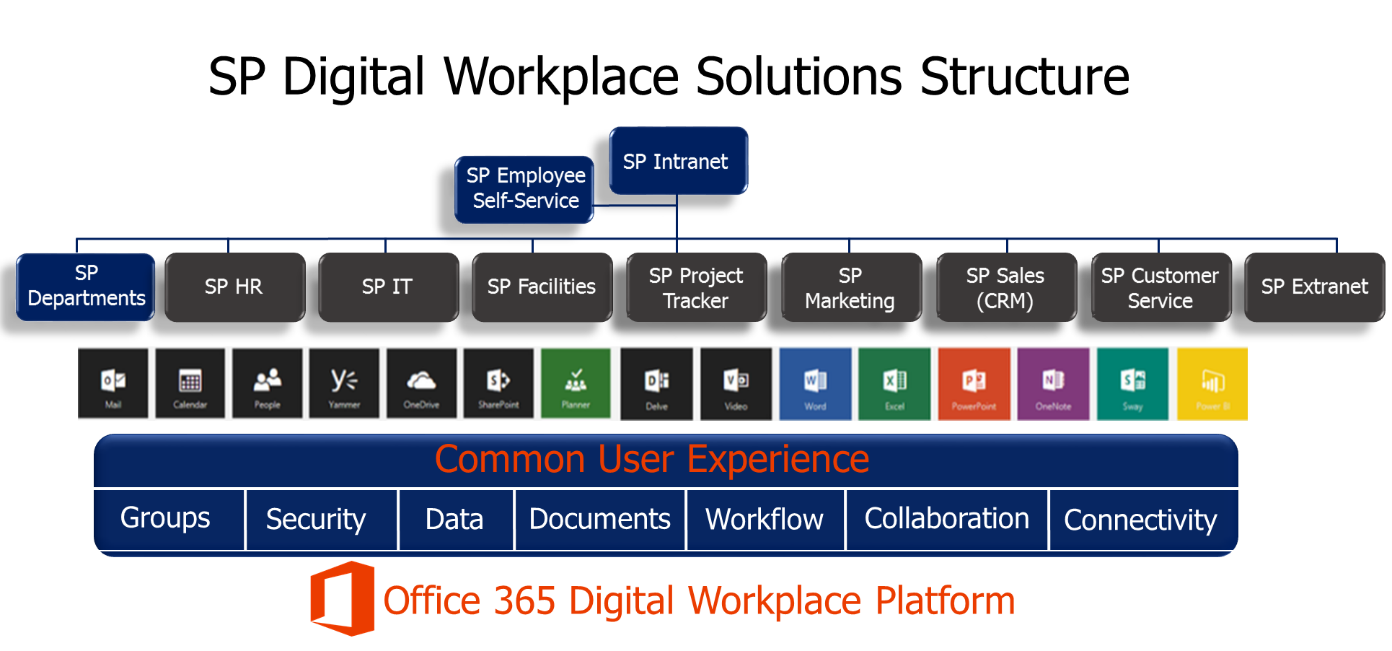 SP Digital Workplace Solutions Structure
SP Intranet
SP Employee
Self-Service
SP
Departments
SP HR
SP IT
SP Facilities
SP Project
Tracker
SP
Marketing
SP Sales
(CRM)
SP Customer
Service
SP Extranet
Mail
Calendar
People
Yammer
OneDrive
SharePoint
Planner
Delve
Video
Word
Excel
PowerPoint
OneNote
Sway
Power BI
Common User Experience
Groups
Security
Data
Documents
Workflow
Collaboration
Connectivity
Office 365 Digital Workplace Platform